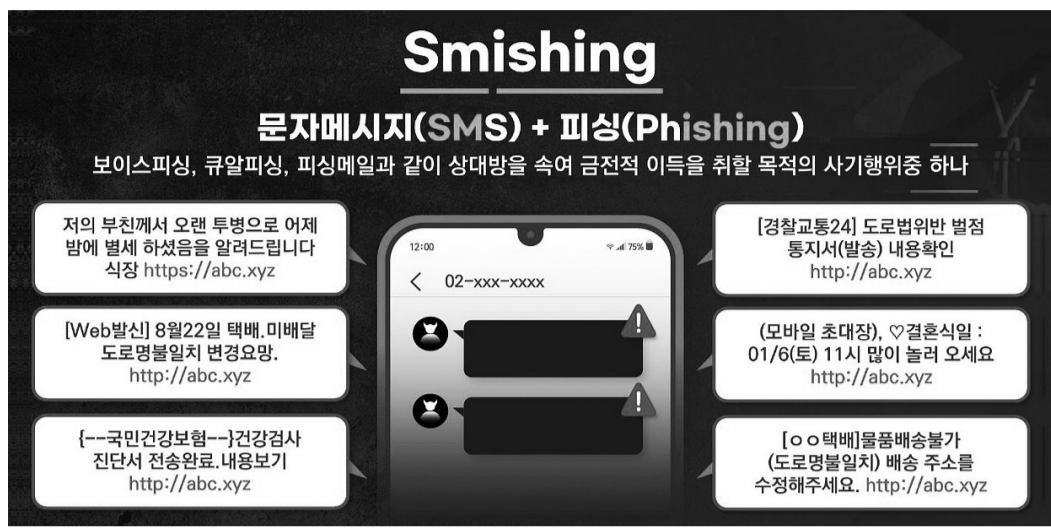 Smishing
문자메시지(SMS) + 피싱(Phishing)
보이스피싱, 큐알피싱, 피싱메일과 같이 상대방을 속여 금전적 이득을 취할 목적의 사기행위중 하나
저의 부친께서 오랜 투병으로 어제
밤에 별세 하셨음을 알려드립니다
식장 https://abc.xyz
[Web발신] 8월22일 택배.미배달
도로명불일치 변경요망.
http://abc.xyz
{--국민건강보험--}건강검사
진단서 전송완료.내용보기
http://abc.xyz
12:00
75%
02-xxx-xxxx
[경찰교통24] 도로법위반 벌점
통지서(발송) 내용확인
http://abc.xyz
(모바일 초대장), ♡결혼식일 :
01/6(토) 11시 많이 놀러 오세요
http://abc.xyz
[ㅇㅇ택배]물품배송불가
(도로명불일치) 배송 주소를
수정해주세요. http://abc.xyz